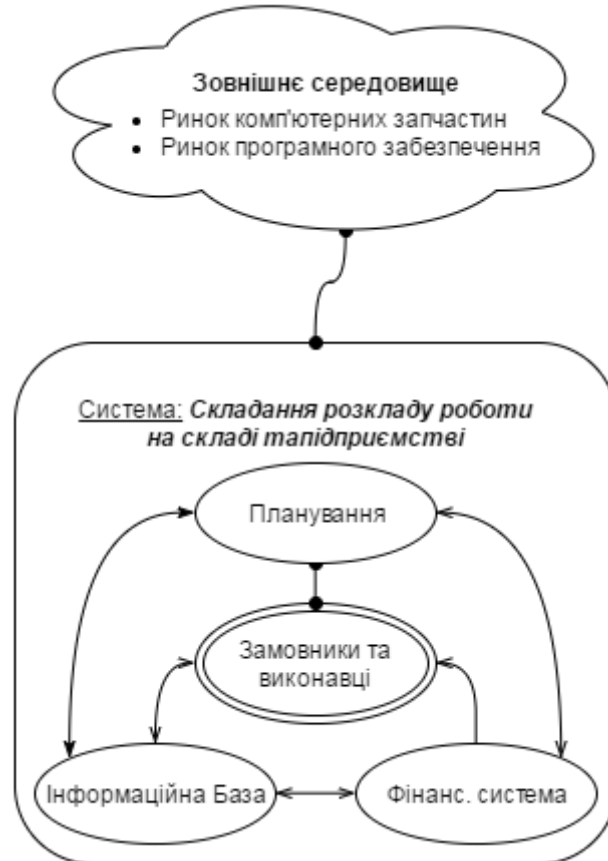 Зовнішнє середовище
• Ринок комп'ютерних запчастин
• Ринок програмного забезпечення
Система: Складання розкладу роботи
на складі тапідприємстві
Планування
Замовники та
виконавці
Інформаційна База
Фінанс. система